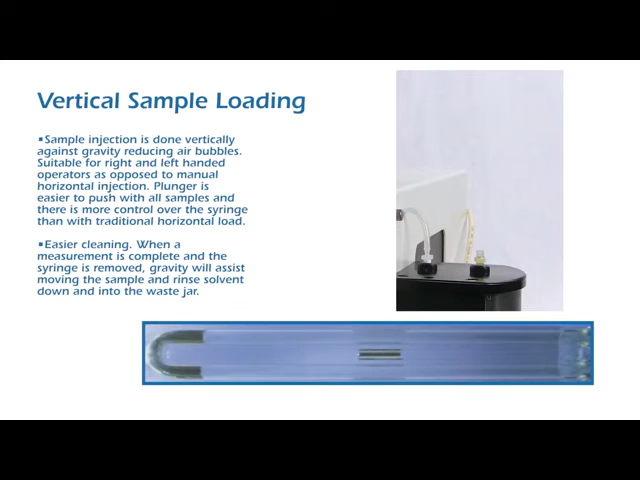 Vertical Sample Loading
▪Sample injection is done vertically
against gravity reducing air bubbles.
Suitable for right and left handed
operators as opposed to manual
horizontal injection. Plunger is
easier to push with all samples and
there is more control over the syringe
than with traditional horizontal load.
▪Easier cleaning. When a
measurement is complete and the
syringe is removed, gravity will assist
moving the sample and rinse solvent
down and into the waste jar.